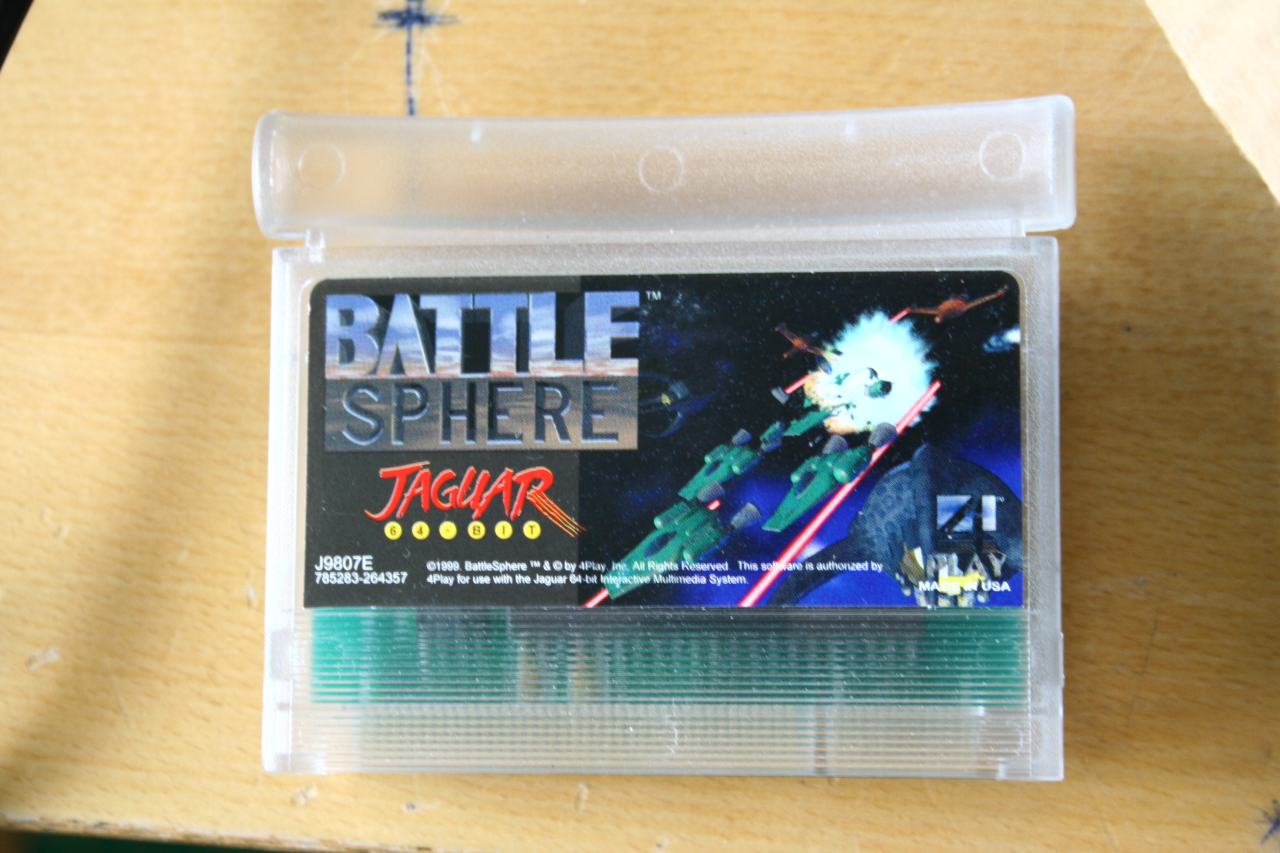 BATTLE™
SPHERE
JAGUAR
64-BIT
J9807E
785283-264357
©1999. BattleSphere ™ & © by 4Play, Inc. All Rights Reserved This software is authorized by
4Play for use with the Jaguar 64-bit Interactive Multimedia System.
4
PLAY
MADE IN USA